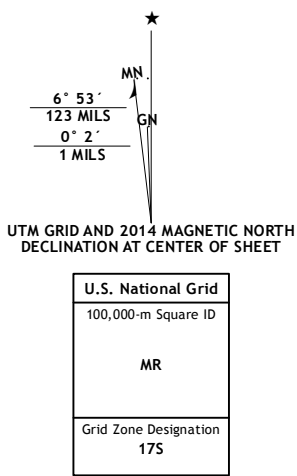 ★
MN
GN
6° 53´
123 MILS
0° 2´
1 MILS
UTM GRID AND 2014 MAGNETIC NORTH
DECLINATION AT CENTER OF SHEET
U.S. National Grid
100,000-m Square ID
MR
Grid Zone Designation
17S